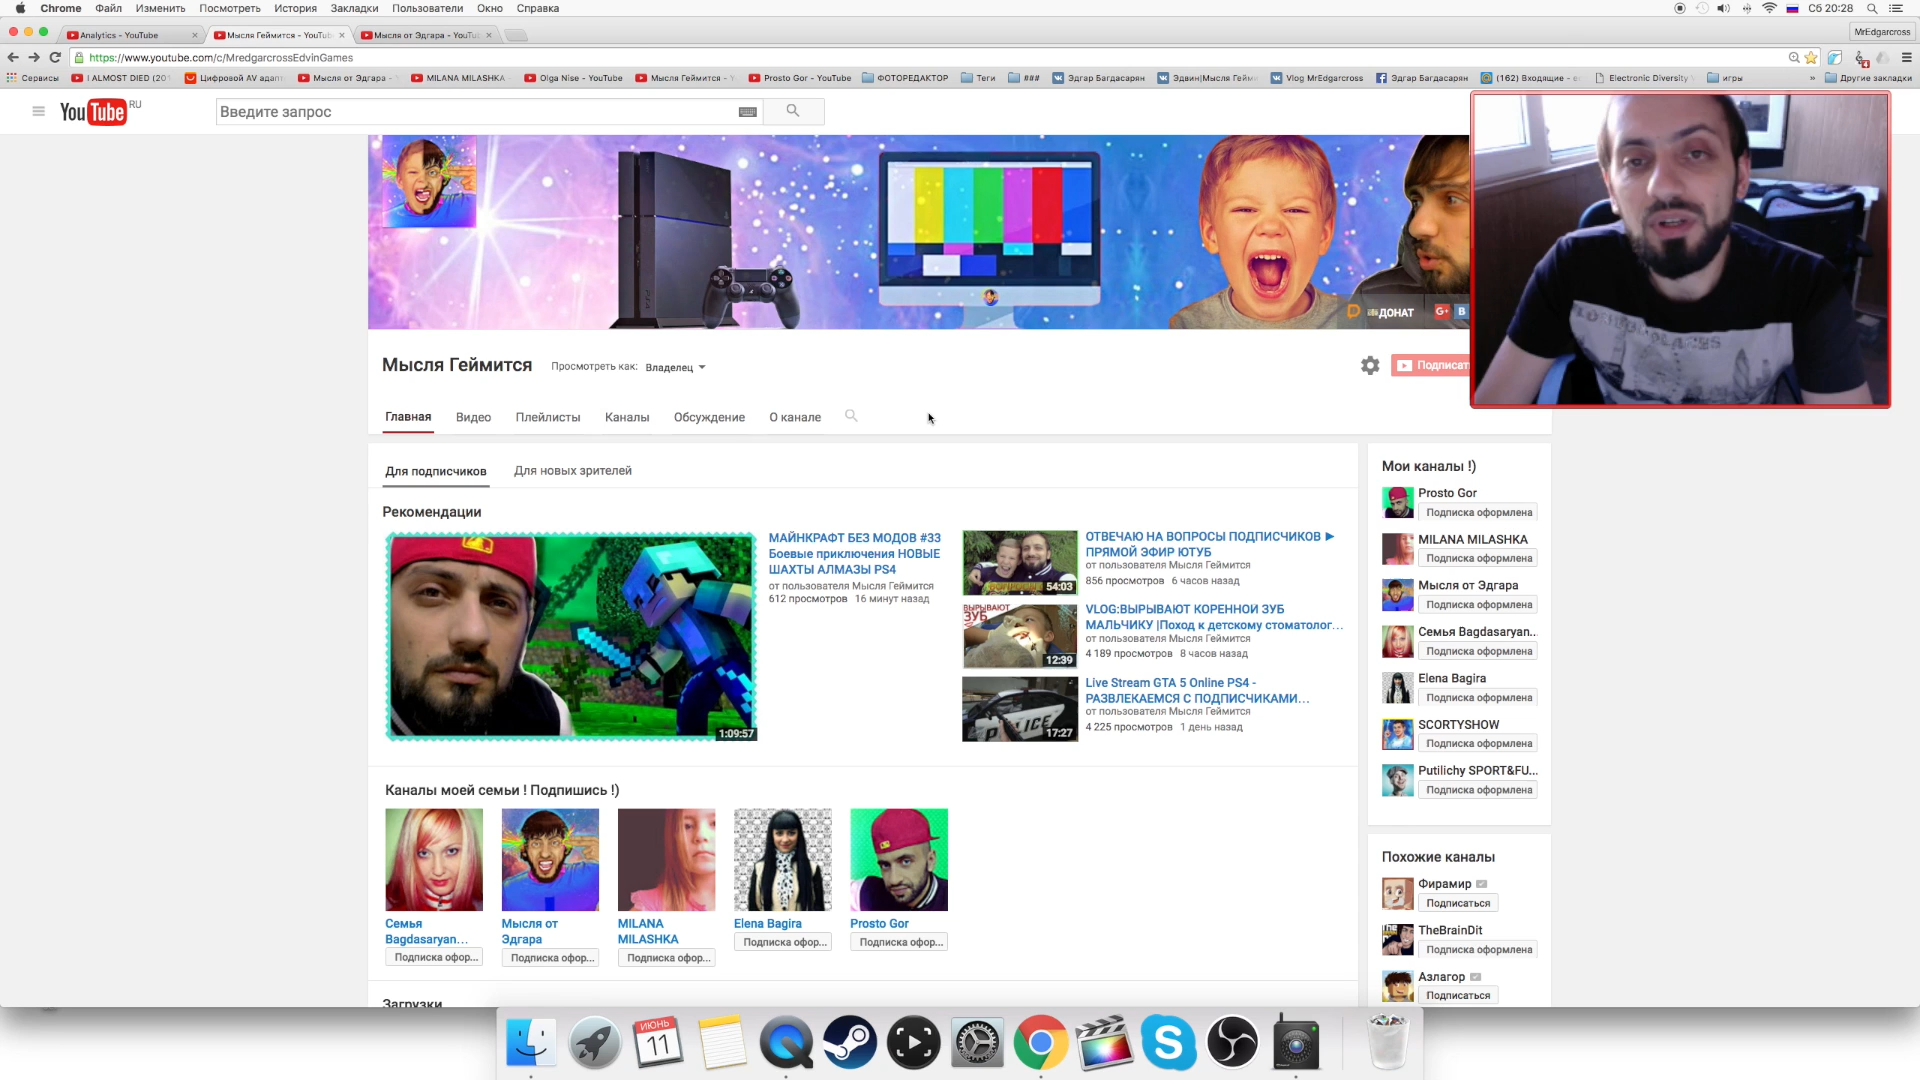 Chrome Файл Изменить Посмотреть История Закладки Пользователи Окно Справка
Сб 20:28
Analytics - YouTube
Мысля Геймится - YouTub
Мысля от Эдгара - YouTub
MrEdgarcross
https://www.youtube.com/c/MredgarcrossEdvinGames
Сервисы
I ALMOST DIED (201
Цифровой AV адапт
Мысля от Эдгара -
MILANA MILASHKA
Olga Nise - YouTube
Мысля Геймится -
Prosto Gor - YouTube
ФОТОРЕДАКТОР
Теги
###
Эдгар Багдасарян
Эдвин|Мысля Гейми
Vlog MrEdgarcross
Эдгар Багдасарян
(162) Входящие - e
Electronic Diversity
игры
»
Другие закладки
YouTube RU
Введите запрос
ДОНАТ
G+
B
Мысля Геймится
Просмотреть как: Владелец
Подписат
Главная
Видео
Плейлисты
Каналы
Обсуждение
О канале
Для подписчиков
Для новых зрителей
Рекомендации
1:09:57
МАЙНКРАФТ БЕЗ МОДОВ #33
Боевые приключения НОВЫЕ
ШАХТЫ АЛМАЗЫ PS4
от пользователя Мысля Геймится
612 просмотров 16 минут назад
54:03
ОТВЕЧАЮ НА ВОПРОСЫ ПОДПИСЧИКОВ ►
ПРЯМОЙ ЭФИР ЮТУБ
от пользователя Мысля Геймится
856 просмотров 6 часов назад
ВЫРЫВАЮТ
ЗУБ
12:39
VLOG:ВЫРЫВАЮТ КОРЕННОЙ ЗУБ
МАЛЬЧИКУ |Поход к детскому стоматолог...
от пользователя Мысля Геймится
4 189 просмотров 8 часов назад
17:27
Live Stream GTA 5 Online PS4 -
РАЗВЛЕКАЕМСЯ С ПОДПИСЧИКАМИ...
от пользователя Мысля Геймится
4 225 просмотров 1 день назад
Каналы моей семьи ! Подпишись !)
Семья
Bagdasaryan...
Подписка офор...
Мысля от
Эдгара
Подписка офор...
MILANA
MILASHKA
Подписка офор...
Elena Bagira
Подписка офор...
Prosto Gor
Подписка офор...
Загрузки
Мои каналы !)
Prosto Gor
Подписка оформлена
MILANA MILASHKA
Подписка оформлена
Мысля от Эдгара
Подписка оформлена
Семья Bagdasaryan..
Подписка оформлена
Elena Bagira
Подписка оформлена
SCORTYSHOW
Подписка оформлена
Putilichy SPORT&FU...
Подписка оформлена
Похожие каналы
Фирамир
Подписаться
TheBrainDit
Подписка оформлена
Азлагор
Подписаться
ИЮНЬ
11